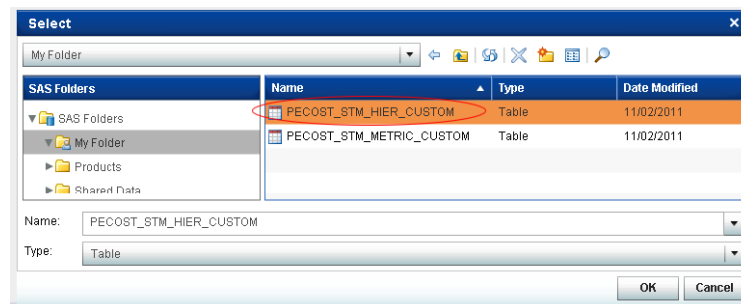 Select
My Folder
SAS Folders
Name Type Date Modified
SAS Folders
My Folder
Products
Shared Data
PECOST_STM_HIER_CUSTOM Table 11/02/2011
PECOST_STM_METRIC_CUSTOM Table 11/02/2011
Name: PECOST_STM_HIER_CUSTOM
Type: Table
OK Cancel